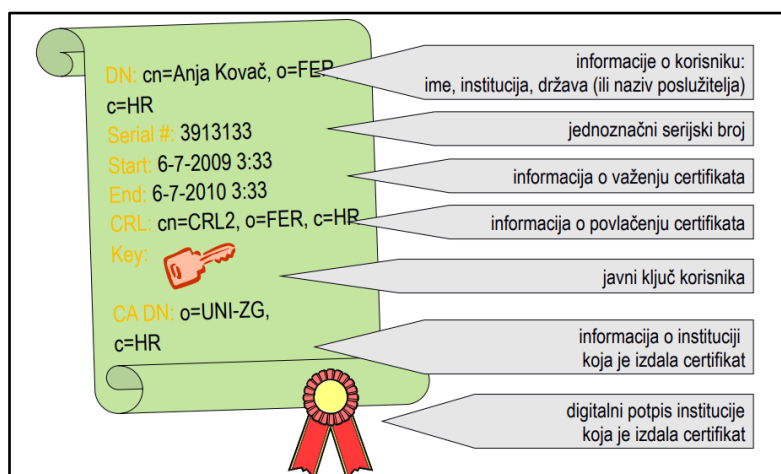 DN: cn=Anja Kovač, o=FER,
c=HR
Serial #: 3913133
Start: 6-7-2009 3:33
End: 6-7-2010 3:33
CRL: cn=CRL2, o=FER, c=HR
Key:
CA DN: o=UNI-ZG,
c=HR
informacije o korisniku:
ime, institucija, država (ili naziv poslužitelja)
jednoznačni serijski broj
informacija o važenju certifikata
informacija o povlačenju certifikata
javni ključ korisnika
informacija o instituciji
koja je izdala certifikat
digitalni potpis institucije
koja je izdala certifikat